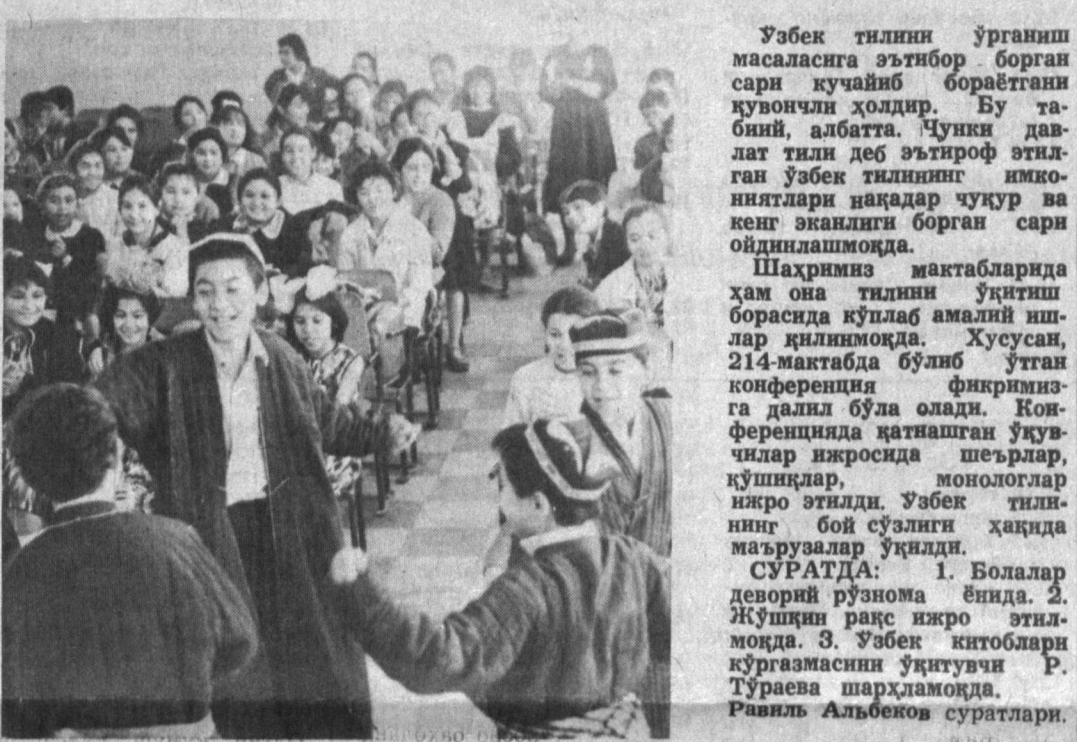 Ўзбек тилини ўрганиш
масаласига эътибор борган
сари кучайиб бораётгани
қувончли ҳолдир. Бу та-
биий, албатта. Чунки дав-
лат тили деб эътироф этил-
ган ўзбек тилининг имко-
ниятлари нақадар чуқур ва
кенг эканлиги борган сари
ойдинлашмоқда.
Шаҳримиз мактабларида
ҳам она тилини ўқитиш
борасида кўплаб амалий иш-
лар қилинмоқда. Хусусан,
214-мактабда бўлиб ўтган
конференция фикримиз-
га далил бўла олади. Кон-
ференцияда қатнашган ўқув-
чилар ижросида шеърлар,
қўшиқлар, монологлар
ижро этилди. Ўзбек тили-
нинг бой сўзлиги ҳақида
маърузалар ўқилди.
СУРАТДА: 1. Болалар
деворий рўзнома ёнида. 2.
Жўшқин рақс ижро этил-
моқда. 3. Ўзбек китоблари
кўргазмасини ўқитувчи Р.
Тўраева шарҳламоқда.
Равиль Альбеков суратлари.